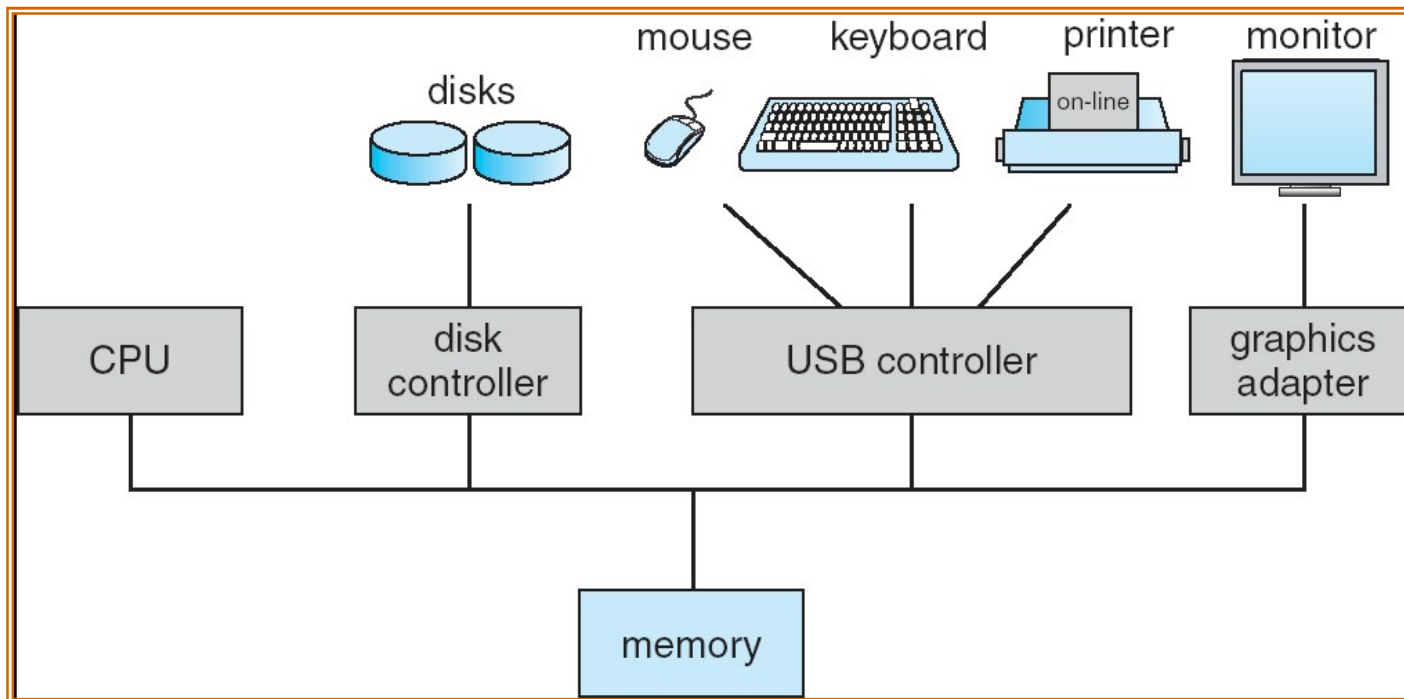 mouse
keyboard
printer
monitor
disks
on-line
CPU
disk
controller
USB controller
graphics
adapter
memory